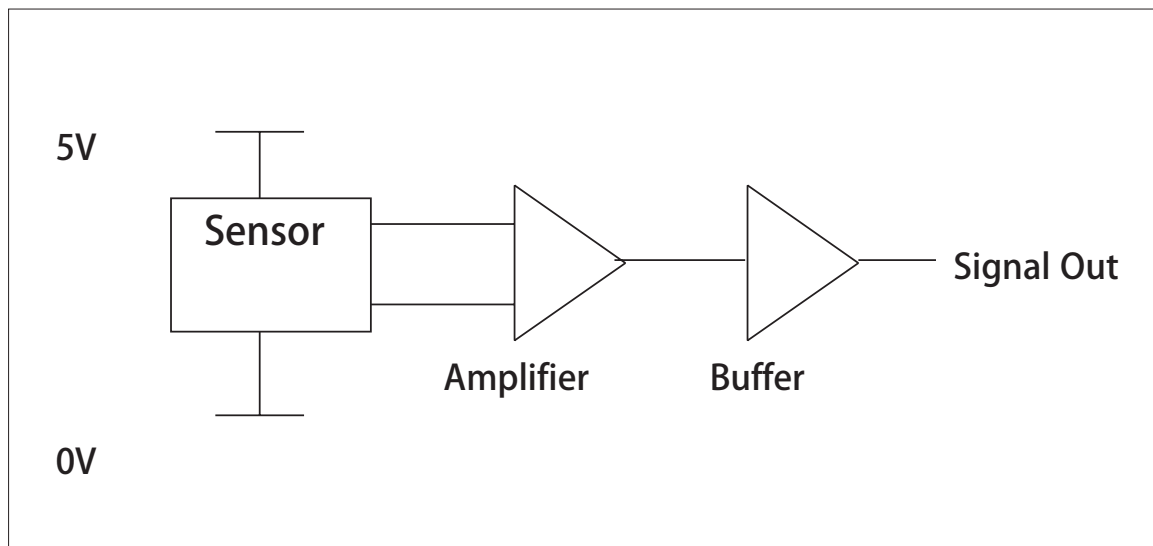 5V
Sensor
Signal Out
Amplifier
Buffer
0V